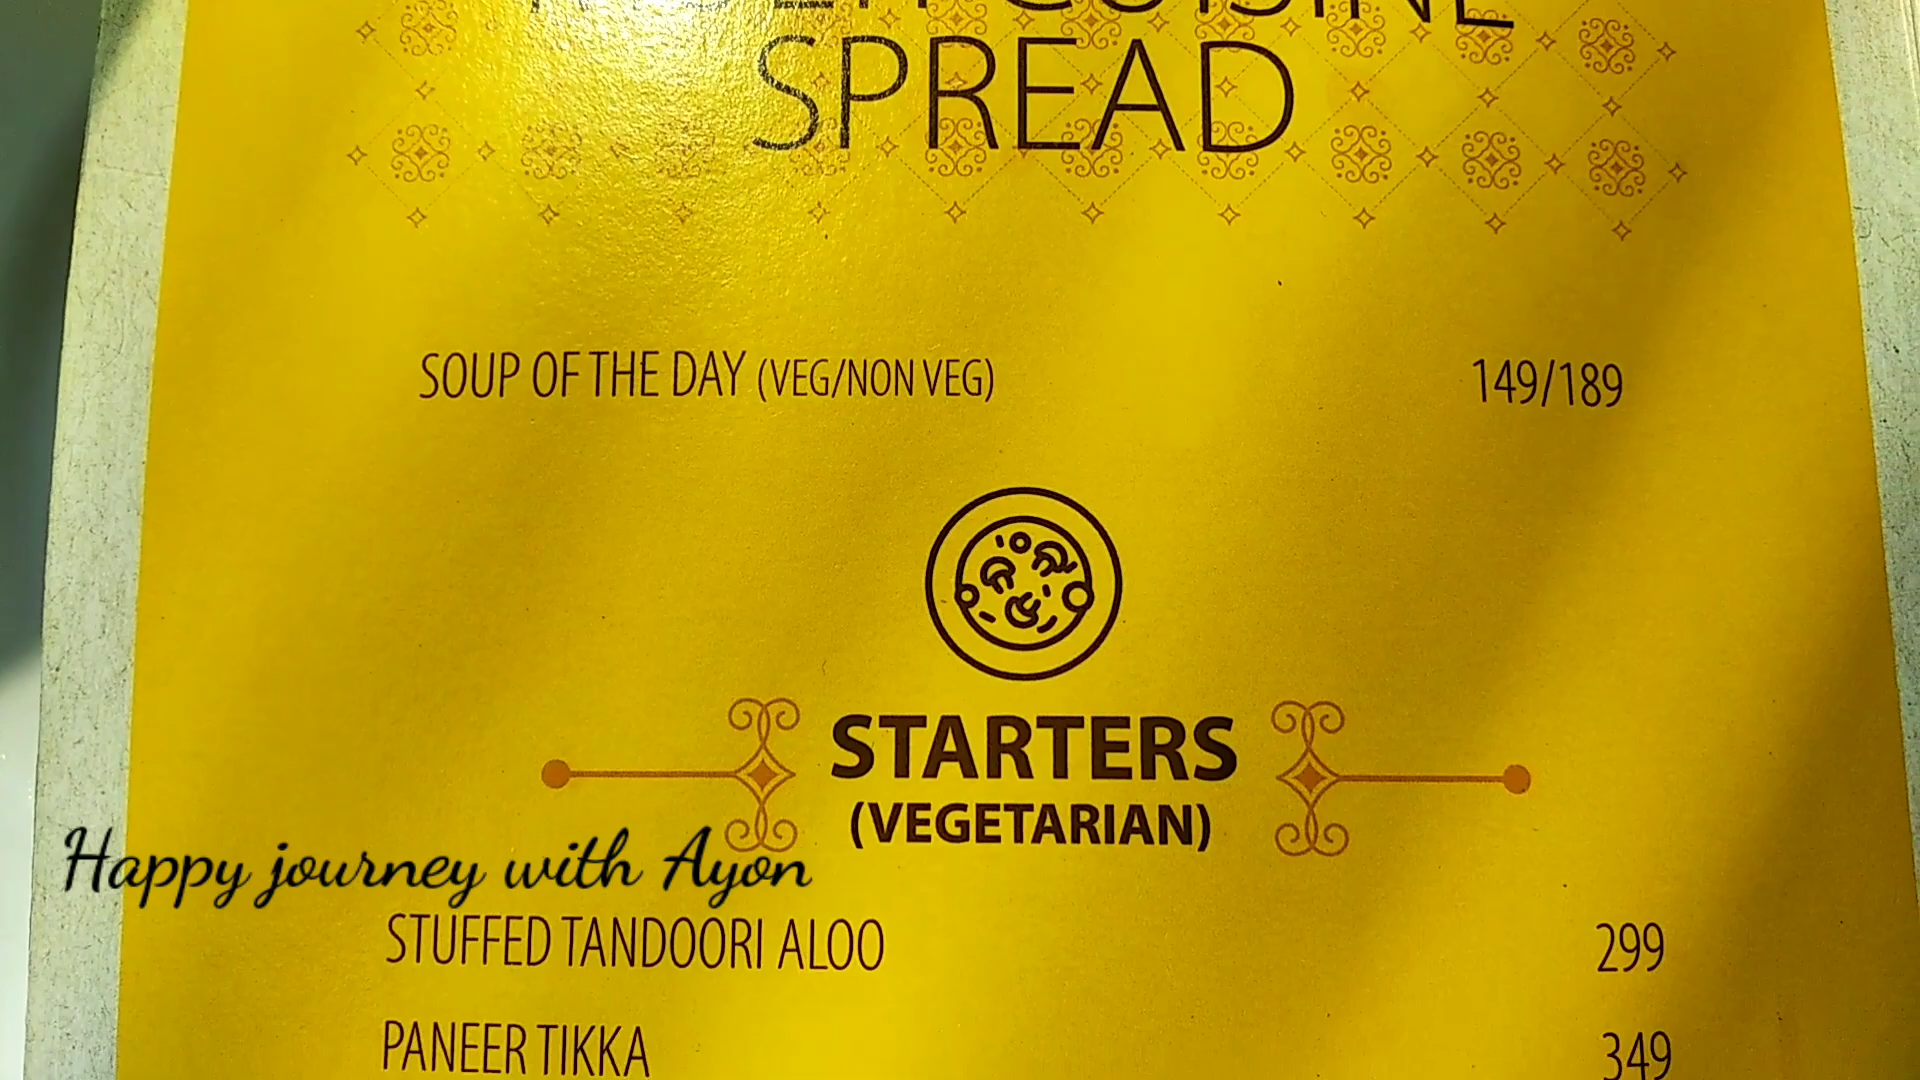 CUISINE
SPREAD
SOUP OF THE DAY (VEG/NON VEG) 149/189
STARTERS
(VEGETARIAN)
Happy journey with Ayon
STUFFED TANDOORI ALOO 299
PANEER TIKKA 349